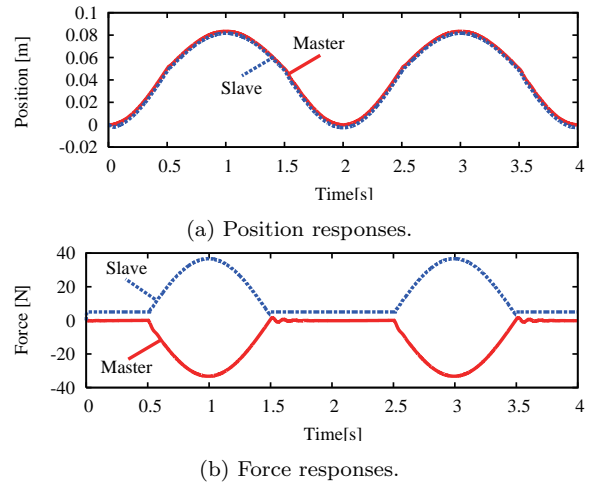 0.1
0.08
0.06
0.04
0.02
0
-0.02
Position [m]
Master
Slave
0 0.5 1 1.5 2 2.5 3 3.5 4
Time[s]
(a) Position responses.
40
20
0
-20
-40
Force [N]
Slave
Master
0 0.5 1 1.5 2 2.5 3 3.5 4
Time[s]
(b) Force responses.